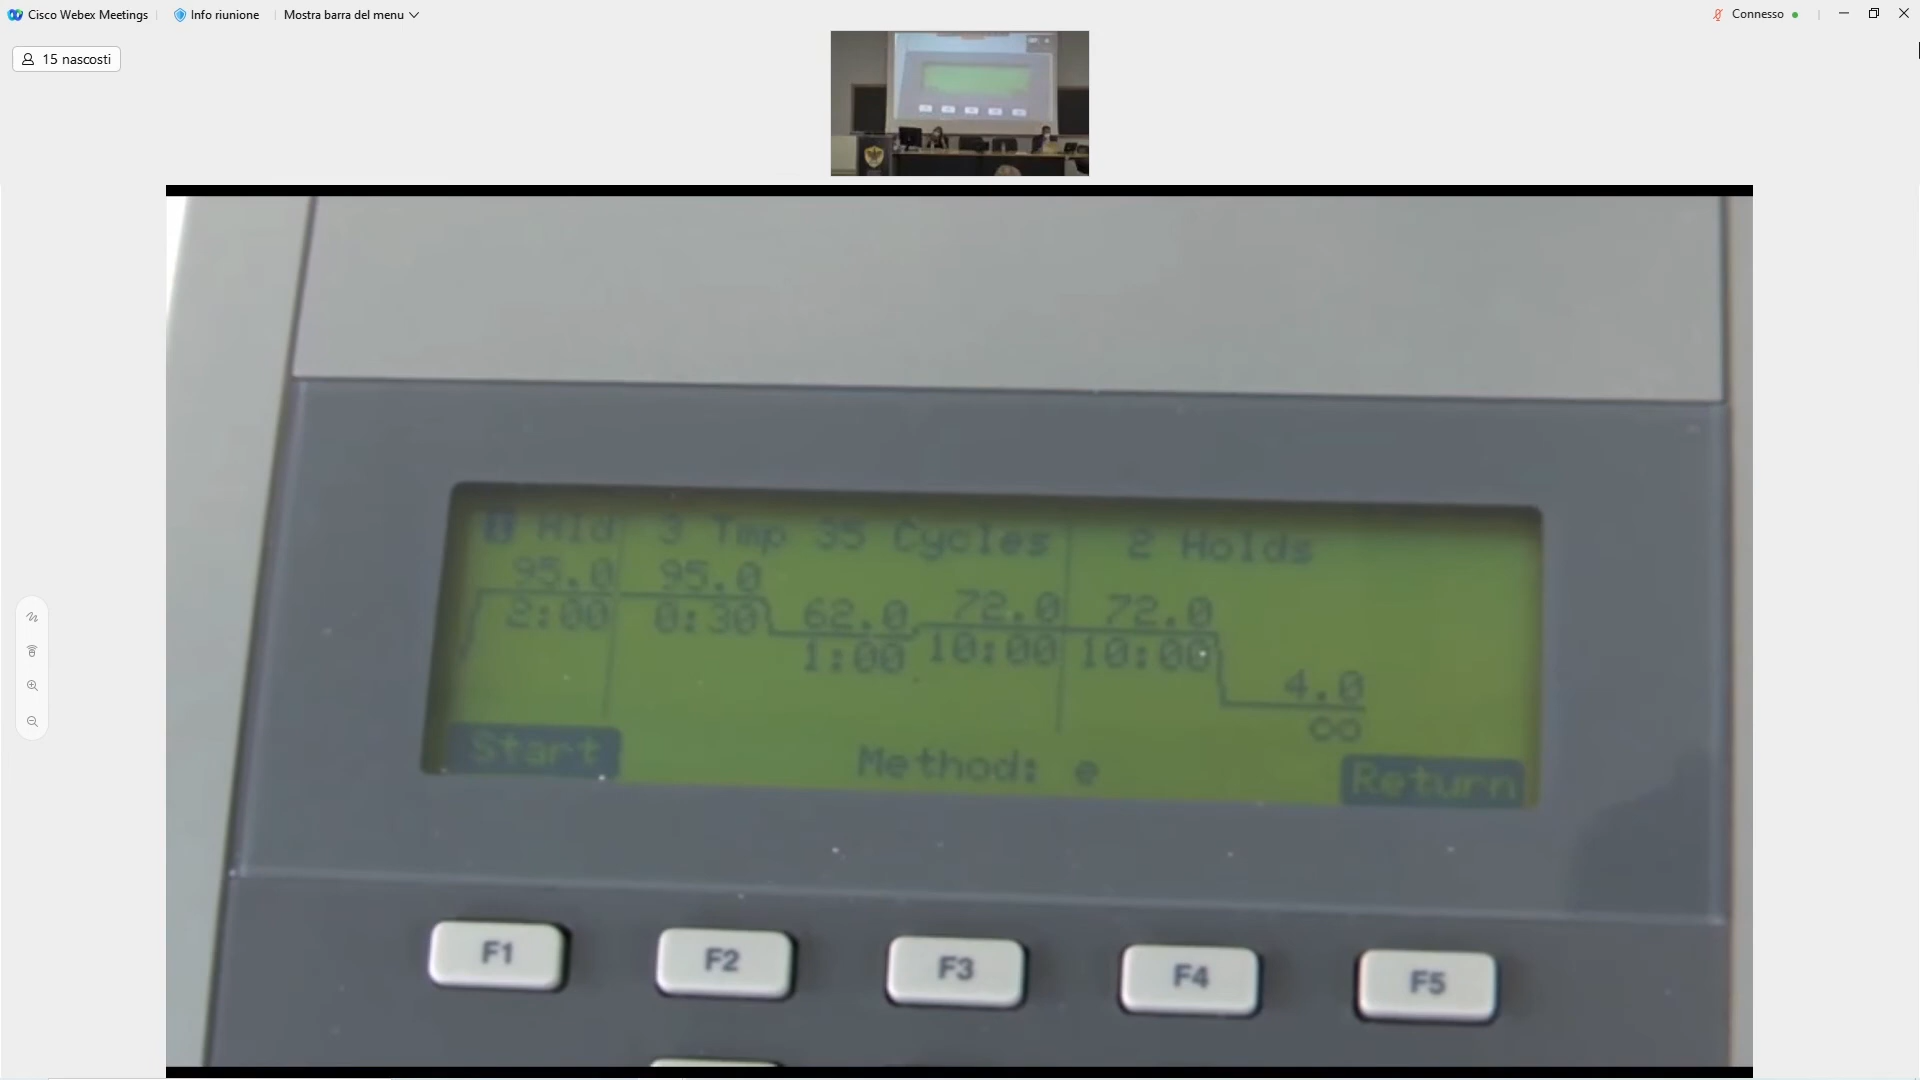 Cisco Webex Meetings Info riunione Mostra barra del menu Connesso
15 nascosti
Hld 3 Tmp 35 Cycles 2 Holds
95.0 95.0 62.0 72.0 72.0
2:00 0:30 1:00 10:00 10:00
4.0
∞
Start Method: e Return
F1 F2 F3 F4 F5